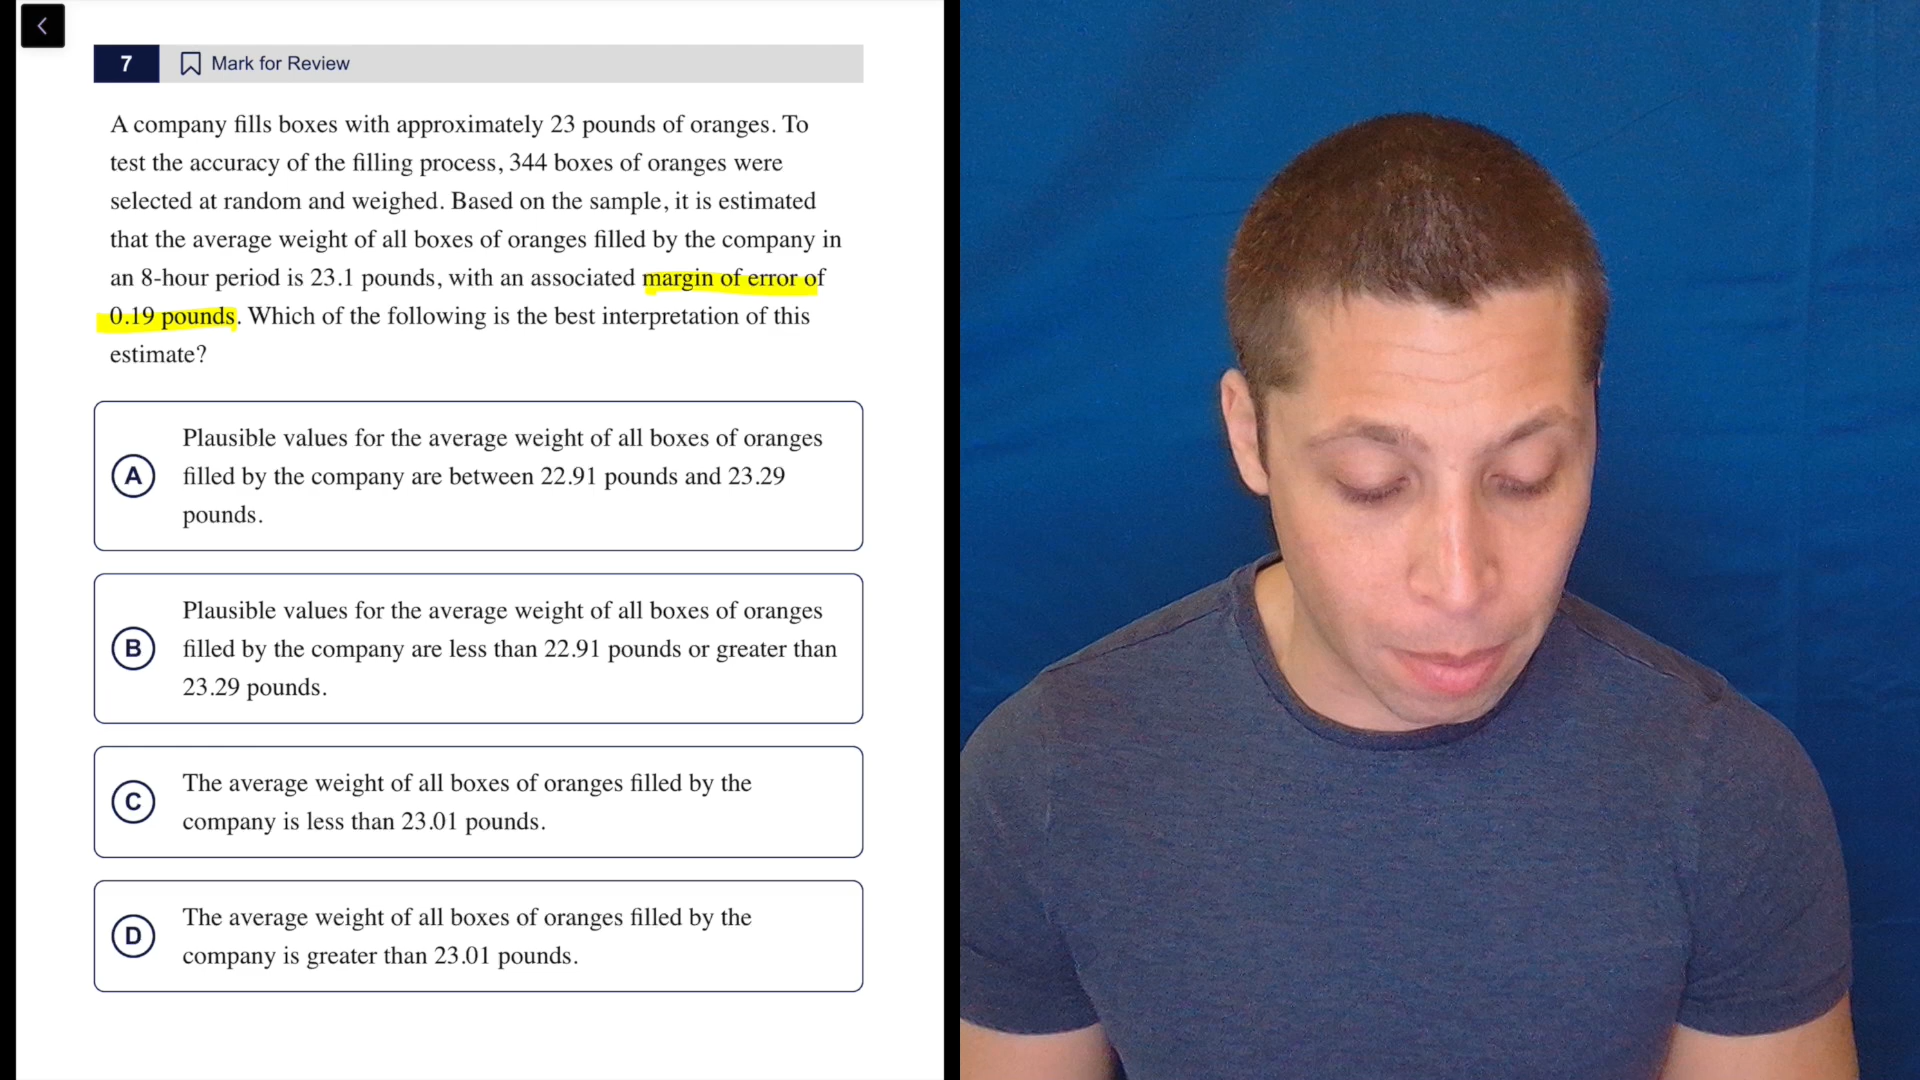 7
Mark for Review
A company fills boxes with approximately 23 pounds of oranges. To
test the accuracy of the filling process, 344 boxes of oranges were
selected at random and weighed. Based on the sample, it is estimated
that the average weight of all boxes of oranges filled by the company in
an 8-hour period is 23.1 pounds, with an associated margin of error of
0.19 pounds. Which of the following is the best interpretation of this
estimate?
A
Plausible values for the average weight of all boxes of oranges
filled by the company are between 22.91 pounds and 23.29
pounds.
B
Plausible values for the average weight of all boxes of oranges
filled by the company are less than 22.91 pounds or greater than
23.29 pounds.
C
The average weight of all boxes of oranges filled by the
company is less than 23.01 pounds.
D
The average weight of all boxes of oranges filled by the
company is greater than 23.01 pounds.